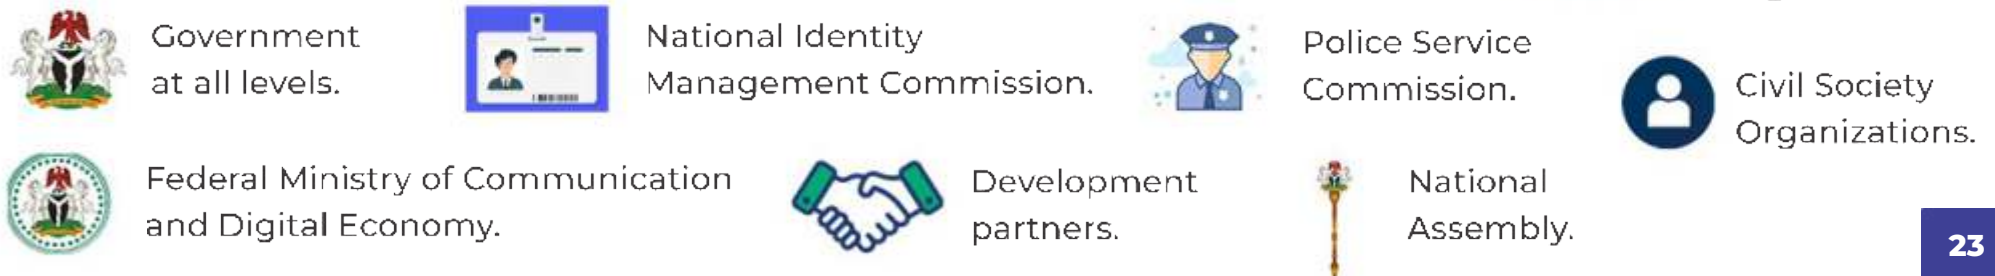 Government
at all levels.
National Identity
Management Commission.
Police Service
Commission.
Civil Society
Organizations.
Federal Ministry of Communication
and Digital Economy.
Development
partners.
National
Assembly.
23